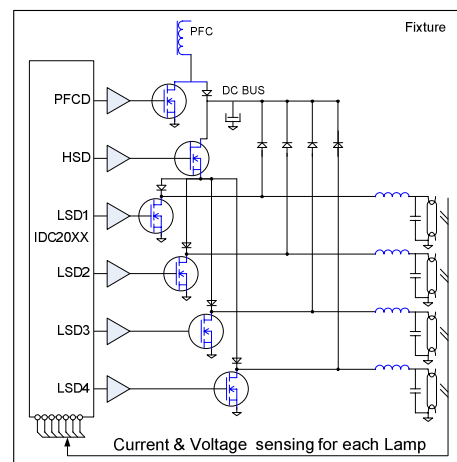 PFC
Fixture
PFCD
DC BUS
HSD
LSD1
IDC20XX
LSD2
LSD3
LSD4
Current & Voltage sensing for each Lamp